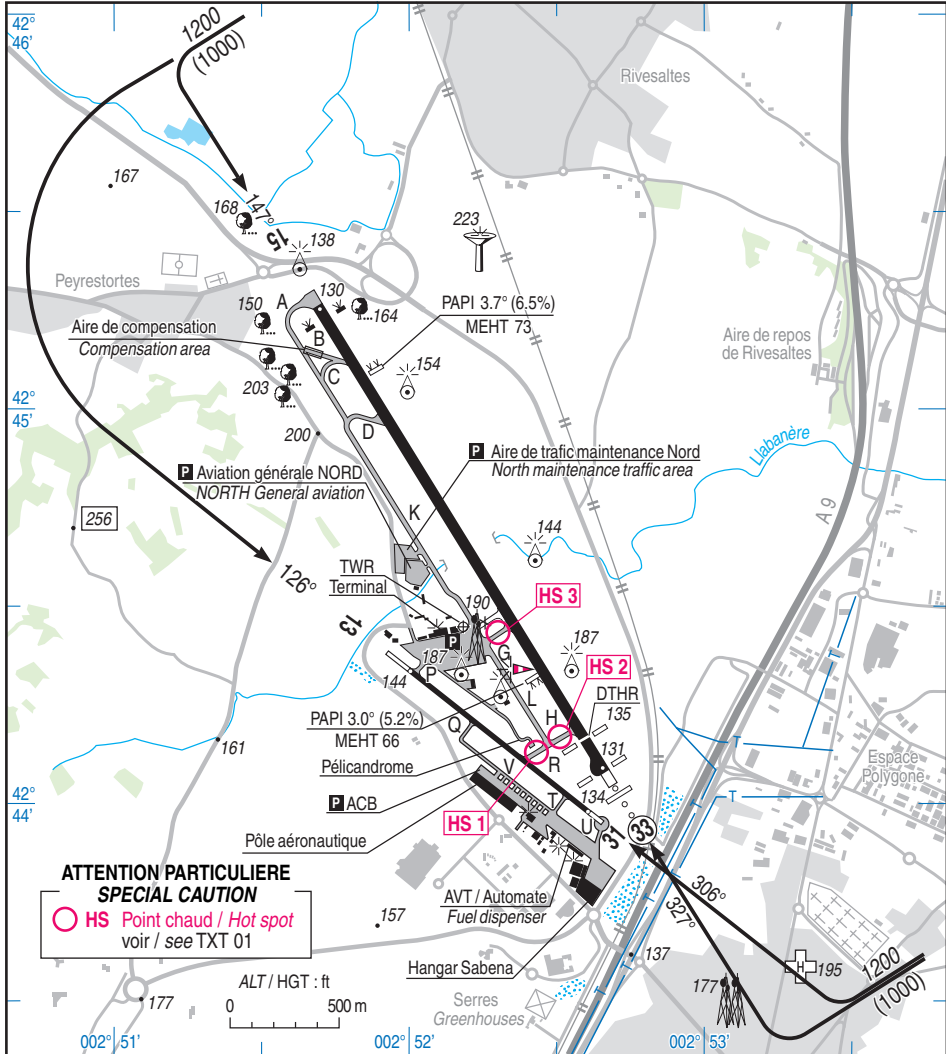 42°
46'
1200
(1000)
Rivesaltes
167
168
147°
15
138
223
Peyrestortes
130
A
150
164
PAPI 3.7° (6.5%)
MEHT 73
Aire de compensation
Compensation area
B
C
154
Aire de repos
de Rivesaltes
203
42°
45'
200
D
P Aire de trafic maintenance Nord
North maintenance traffic area
Llabanère
P Aviation générale NORD
NORTH General aviation
A 9
256
K
144
126°
TWR
Terminal
190
HS 3
13
P
187
G
187
HS 2
144
P
L
DTHR
135
PAPI 3.0° (5.2%)
MEHT 66
Q
H
131
161
Pélicandrome
V
R
Espace
Polygone
T
T
T
42°
44'
P ACB
HS 1
T
134
Pôle aéronautique
U
31
33
ATTENTION PARTICULIERE
SPECIAL CAUTION
HS Point chaud / Hot spot
voir / see TXT 01
AVT / Automate
Fuel dispenser
306°
327°
157
Hangar Sabena
137
T
H
195
1200
(1000)
177
177
ALT / HGT : ft
0 500 m
Serres
Greenhouses
T
002° 51'
002° 52'
002° 53'